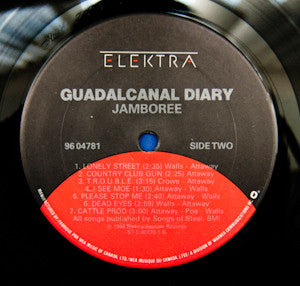 ELEKTRA
GUADALCANAL DIARY
JAMBOREE
96 04781 SIDE TWO
1. LONELY STREET (2:35) Walls - Attaway
2. COUNTRY CLUB GUN (2:25) Attaway
3. T.R.O.U.B.L.E. (3:15) Crowe - Attaway
4. I SEE MOE (1:30) Attaway - Walls
5. PLEASE STOP ME (2:40) Walls - Attaway
6. DEAD EYES (2:59) Walls - Attaway
7. CATTLE PROD (3:00) Attaway - Poe - Walls
All songs published by Songs of Steel, BMI